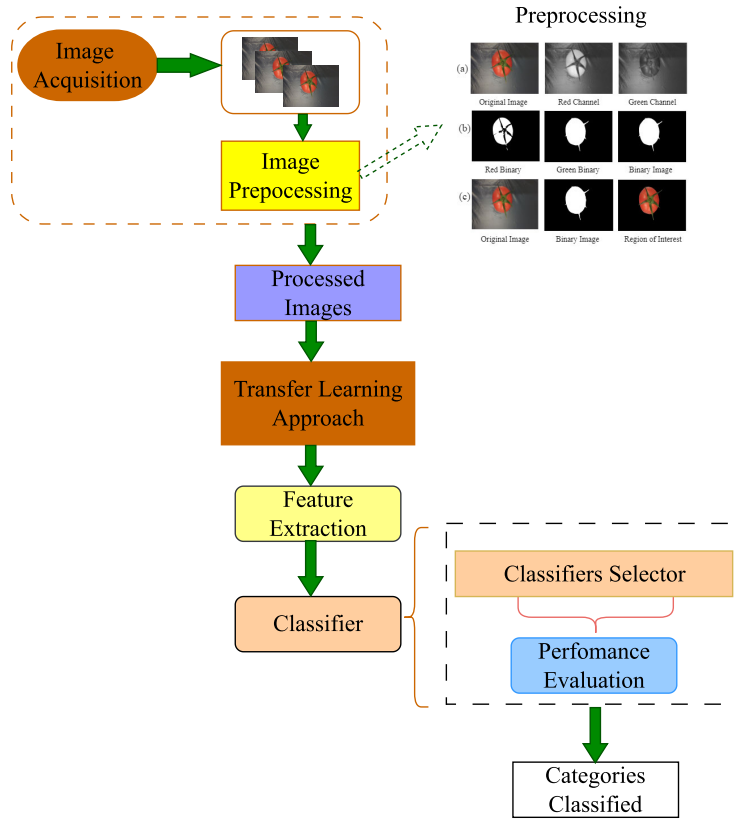 Preprocessing
Image
Acquisition
(a)
Original Image Red Channel Green Channel
(b)
Red Binary Green Binary Binary Image
(c)
Original Image Binary Image Region of Interest
Image
Prepocessing
Processed
Images
Transfer Learning
Approach
Feature
Extraction
Classifier
Classifiers Selector
Perfomance
Evaluation
Categories
Classified